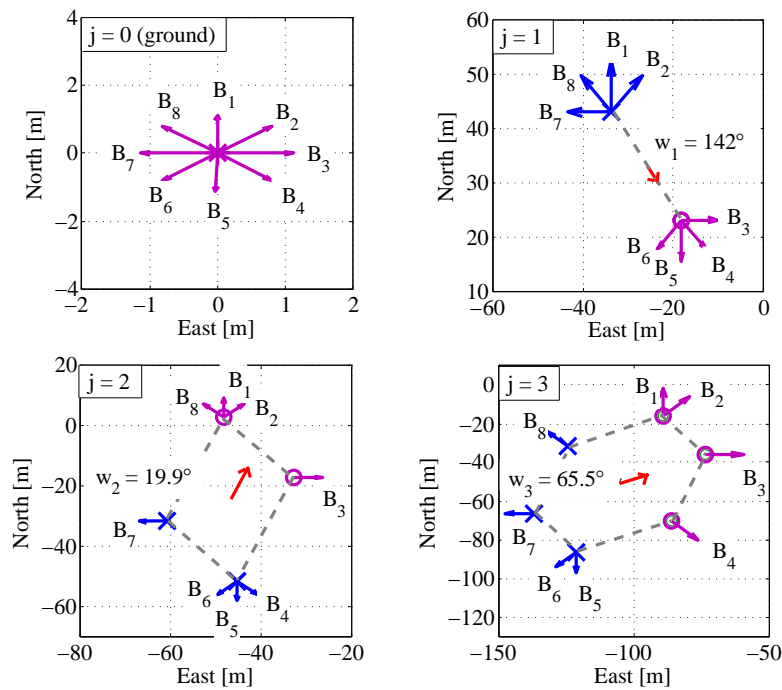 j = 0 (ground)
4
2
0
−2
−4
−2
−1
0
1
2
North [m]
East [m]
B₁
B₂
B₃
B₄
B₅
B₆
B₇
B₈
j = 1
60
50
40
30
20
10
−60
−40
−20
0
North [m]
East [m]
B₁
B₂
B₈
B₇
w₁ = 142°
B₃
B₆
B₅
B₄
j = 2
20
0
−20
−40
−60
−80
−60
−40
−20
North [m]
East [m]
B₈
B₁
B₂
w₂ = 19.9°
B₃
B₇
B₆
B₅
B₄
j = 3
0
−20
−40
−60
−80
−100
−120
−150
−100
−50
North [m]
East [m]
B₁
B₂
B₈
B₃
w₃ = 65.5°
B₇
B₄
B₆
B₅